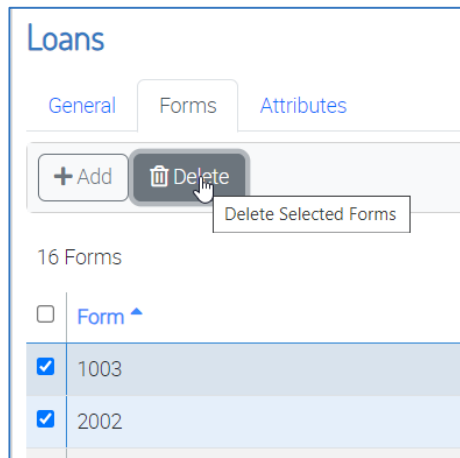 Loans
General Forms Attributes
Add Delete
Delete Selected Forms
16 Forms
Form
1003
2002